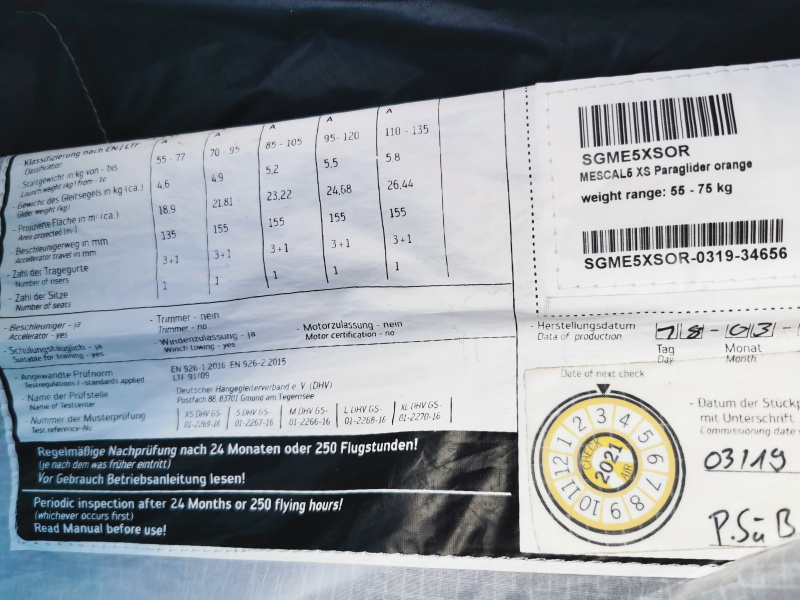 Klassifizierung nach EN / LTF A A A A A
Classification
- Startgewicht in kg von - bis 55 - 77 70 - 95 85 - 105 95 - 120 110 - 135
Launch weight (kg) from - to
- Gewicht des Gleitsegels in kg (ca.) 4,6 4,9 5,2 5,5 5,8
Glider weight (kg)
- Projizierte Fläche in m² (ca.) 18,9 21,81 23,22 24,68 26,44
Area projected (m²)
- Beschleunigerweg in mm 135 155 155 155 155
Accelerator travel in mm
- Zahl der Tragegurte 3+1 3+1 3+1 3+1 3+1
Number of risers
- Zahl der Sitze 1 1 1 1 1
Number of seats
- Beschleuniger - ja - Trimmer - nein
Accelerator - yes Trimmer - no
- Schulungstauglich - ja - Windenzulassung - ja - Motorzulassung - nein
Suitable for training - yes Winch towing - yes Motor certification - no
- Angewandte Prüfnorm EN 926-1:2016 EN 926-2:2015
Testregulations / -standards applied LTF 91/09
- Name der Prüfstelle Deutscher Hängegleiterverband e. V. (DHV)
Name of Testcenter Postfach 88, 83701 Gmund am Tegernsee
- Nummer der Musterprüfung XS DHV GS- S DHV GS- M DHV GS- L DHV GS- XL DHV GS-
Test reference-No 01-2269-16 01-2267-16 01-2266-16 01-2268-16 01-2270-16
Regelmäßige Nachprüfung nach 24 Monaten oder 250 Flugstunden!
(je nach dem was früher eintritt)
Vor Gebrauch Betriebsanleitung lesen!
Periodic inspection after 24 Months or 250 flying hours!
(whichever occurs first)
Read Manual before use!
SGME5XSOR
MESCAL5 XS Paraglider orange
weight range: 55 - 75 kg
SGME5XSOR-0319-34656
- Herstellungsdatum 18-03-
Data of production Tag Monat
Day Month
Date of next check
1 2 3 4 5 6 7 8 9 10 11 12
CHECK
2021
AIR
- Datum der Stückp
mit Unterschrift
Commissioning date
03/19
P.Sü B